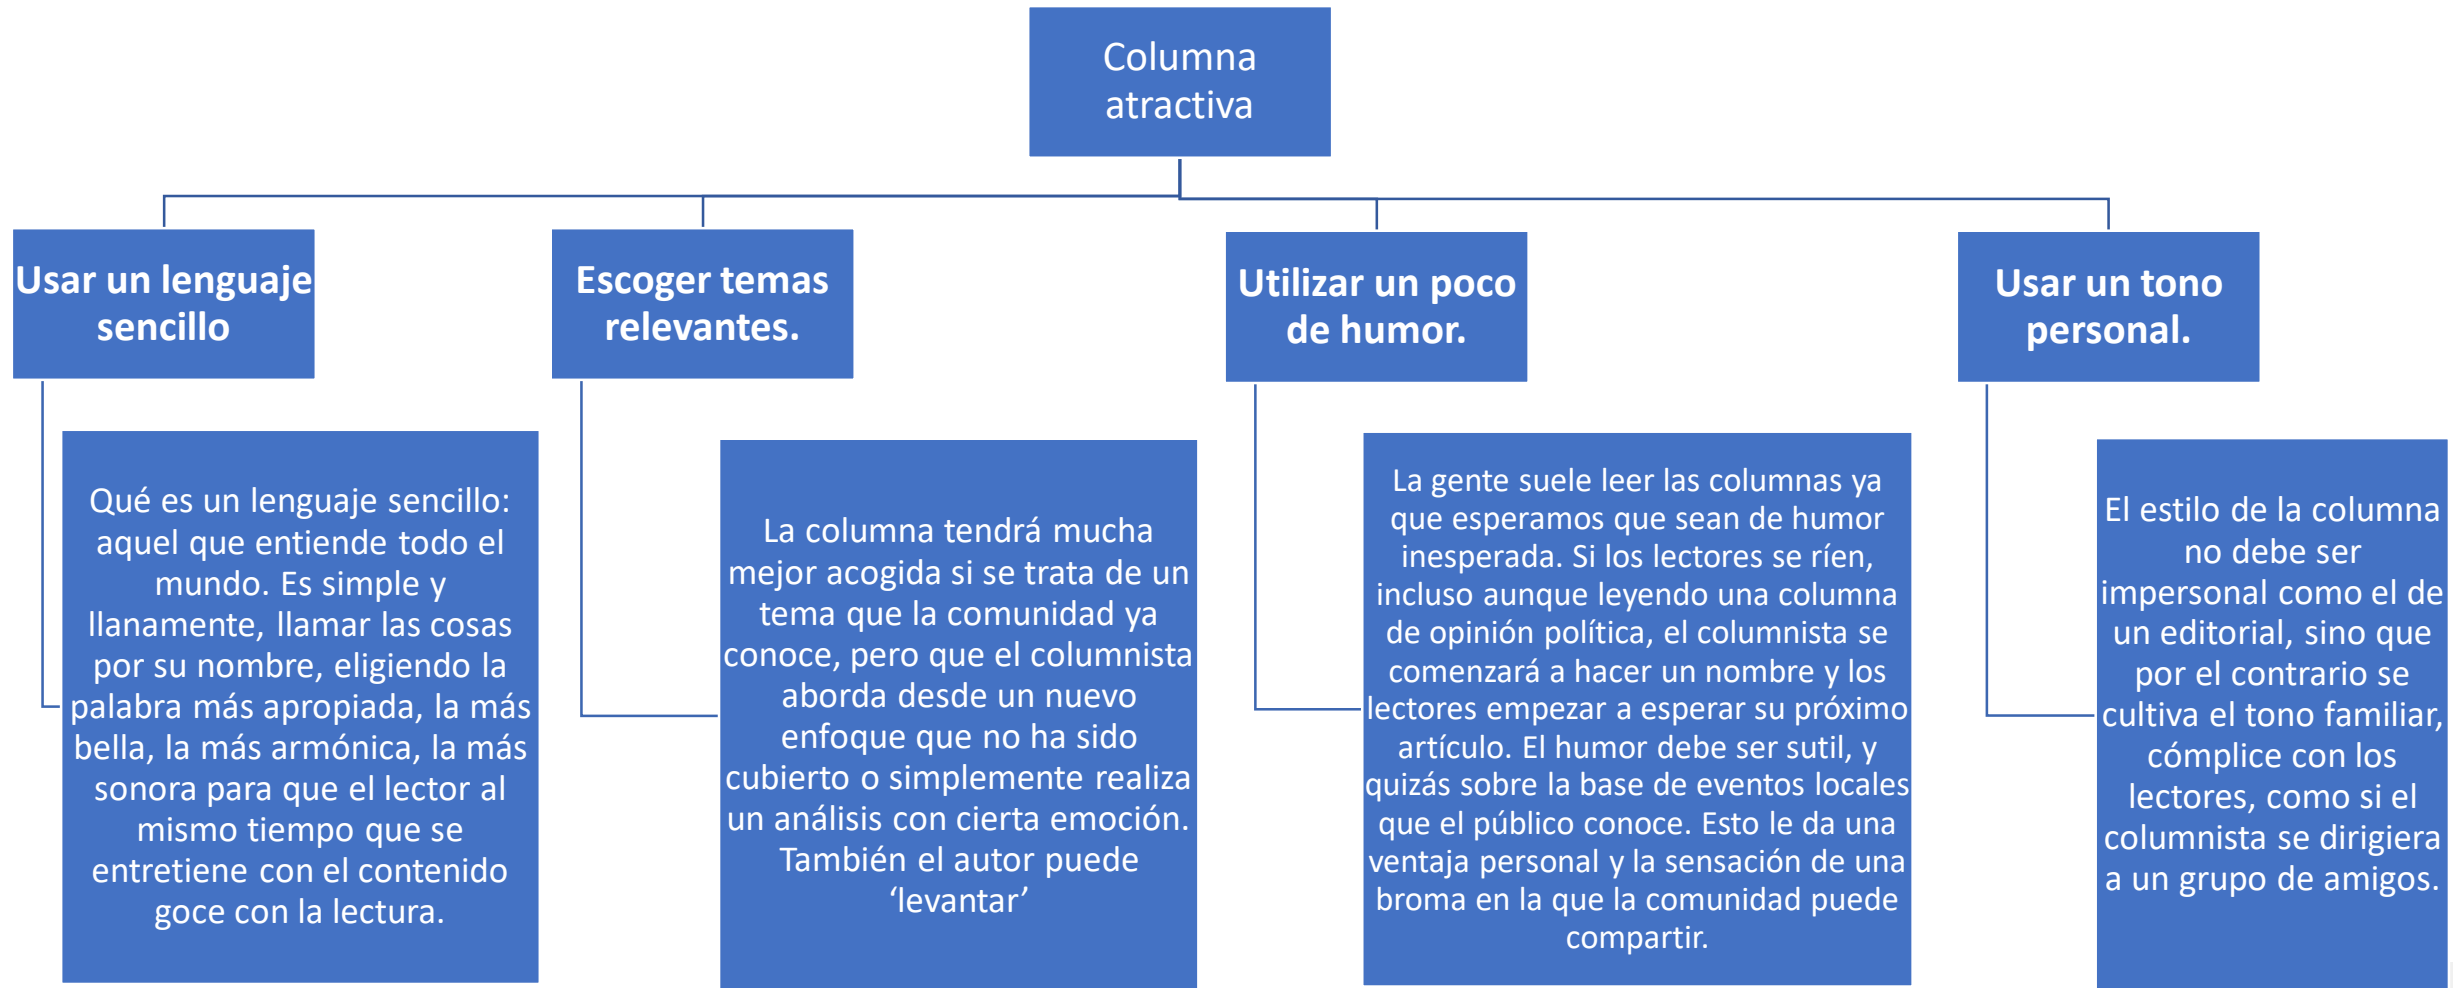 Columna
atractiva
Usar un lenguaje
sencillo
Qué es un lenguaje sencillo:
aquel que entiende todo el
mundo. Es simple y
llanamente, llamar las cosas
por su nombre, eligiendo la
palabra más apropiada, la más
bella, la más armónica, la más
sonora para que el lector al
mismo tiempo que se
entretiene con el contenido
goce con la lectura.
Escoger temas
relevantes.
La columna tendrá mucha
mejor acogida si se trata de un
tema que la comunidad ya
conoce, pero que el columnista
aborda desde un nuevo
enfoque que no ha sido
cubierto o simplemente realiza
un análisis con cierta emoción.
También el autor puede
‘levantar’
Utilizar un poco
de humor.
La gente suele leer las columnas ya
que esperamos que sean de humor
inesperada. Si los lectores se ríen,
incluso aunque leyendo una columna
de opinión política, el columnista se
comenzará a hacer un nombre y los
lectores empezar a esperar su próximo
artículo. El humor debe ser sutil, y
quizás sobre la base de eventos locales
que el público conoce. Esto le da una
ventaja personal y la sensación de una
broma en la que la comunidad puede
compartir.
Usar un tono
personal.
El estilo de la columna
no debe ser
impersonal como el de
un editorial, sino que
por el contrario se
cultiva el tono familiar,
cómplice con los
lectores, como si el
columnista se dirigiera
a un grupo de amigos.